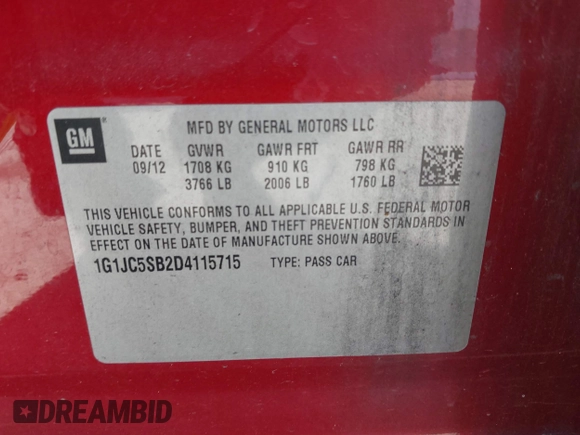 GM
MFD BY GENERAL MOTORS LLC
DATE GVWR GAWR FRT GAWR RR
09/12 1708 KG 910 KG 798 KG
3766 LB 2006 LB 1760 LB
THIS VEHICLE CONFORMS TO ALL APPLICABLE U.S. FEDERAL MOTOR
VEHICLE SAFETY, BUMPER, AND THEFT PREVENTION STANDARDS IN
EFFECT ON THE DATE OF MANUFACTURE SHOWN ABOVE.
1G1JC5SB2D4115715 TYPE: PASS CAR
DREAMBID